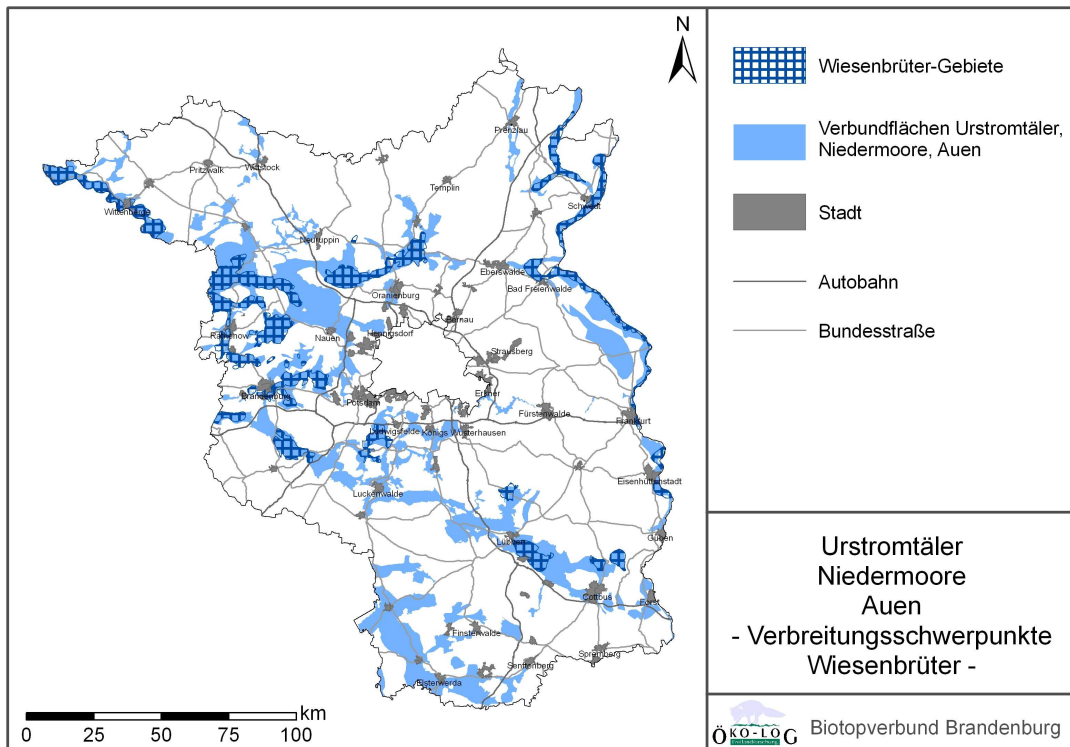 N
Prenzlau
Pritzwalk
Wittstock
Templin
Wittenberge
Schwedt
Neuruppin
Eberswalde
Bad Freienwalde
Oranienburg
Bernau
Rathenow
Nauen
Hennigsdorf
Strausberg
Brandenburg
Potsdam
Erkner
Fürstenwalde
Frankfurt
Ludwigsfelde
Königs Wusterhausen
Eisenhüttenstadt
Luckenwalde
Lübben
Guben
Cottbus
Forst
Finsterwalde
Spremberg
Senftenberg
Elsterwerda
km
0 25 50 75 100
Wiesenbrüter-Gebiete
Verbundflächen Urstromtäler,
Niedermoore, Auen
Stadt
Autobahn
Bundesstraße
Urstromtäler
Niedermoore
Auen
- Verbreitungsschwerpunkte
Wiesenbrüter -
ÖKO-LOG
Biotopverbund Brandenburg